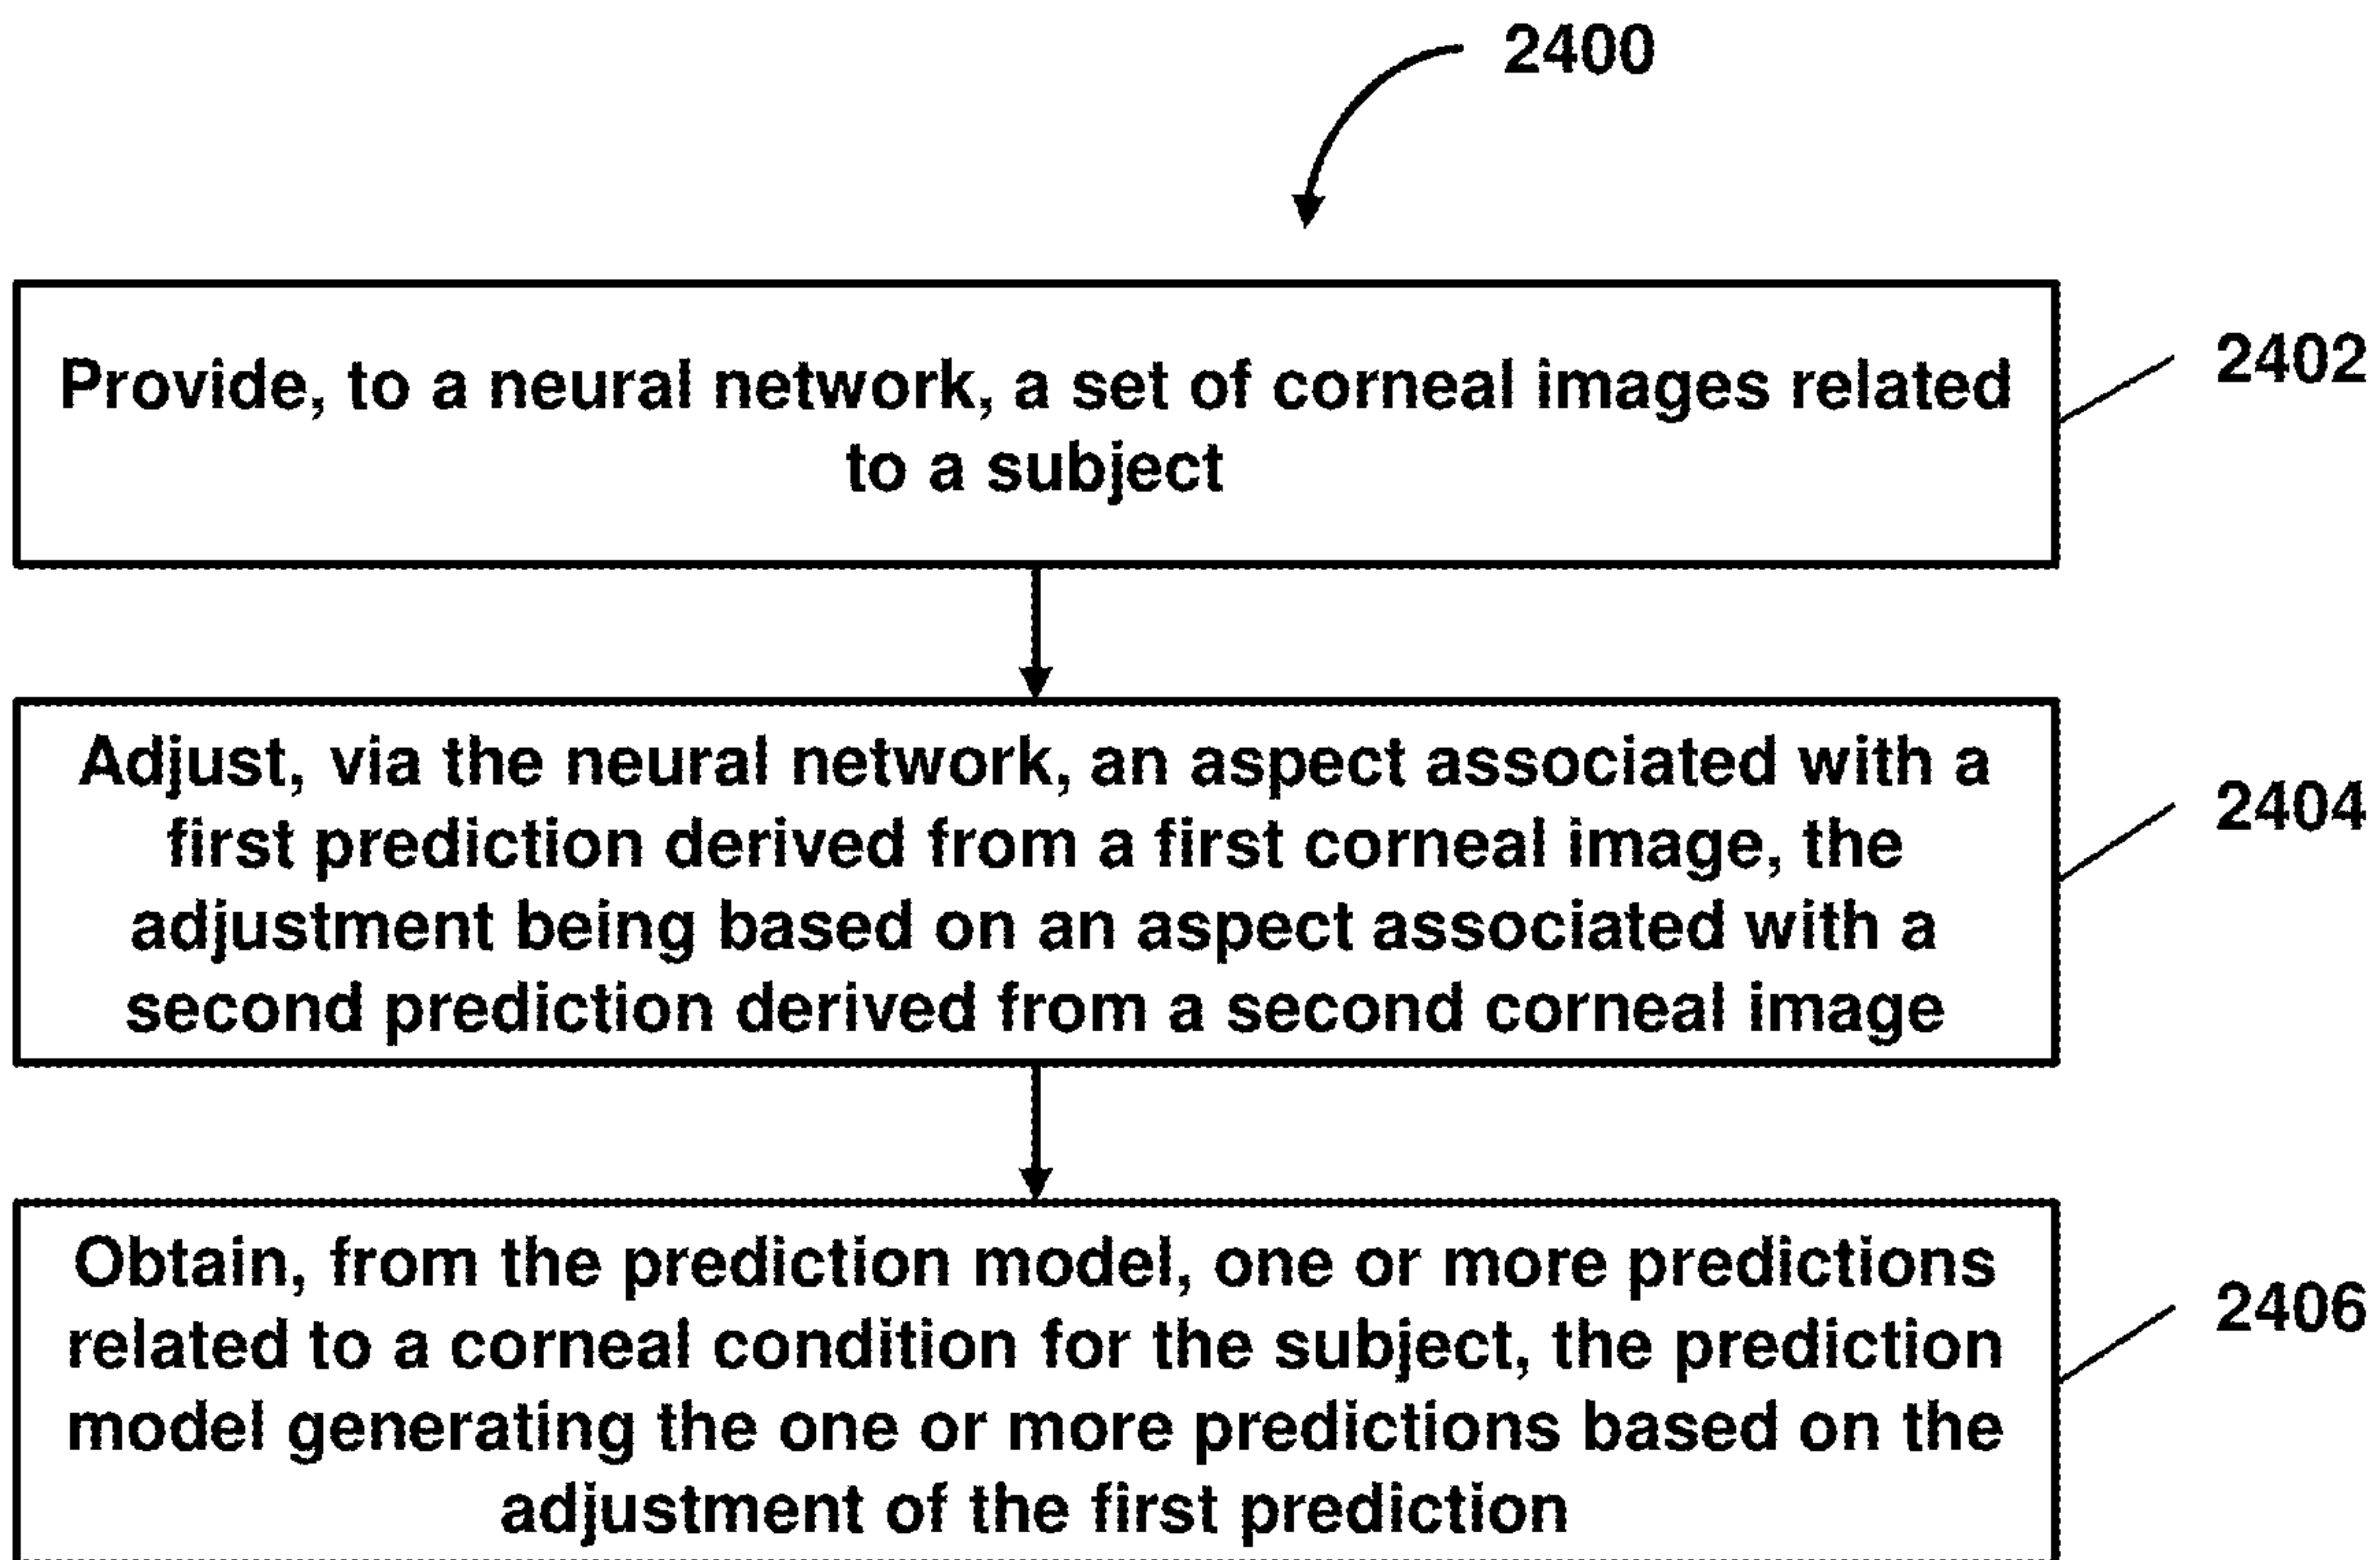 2400
Provide, to a neural network, a set of corneal images related
to a subject
2402
Adjust, via the neural network, an aspect associated with a
first prediction derived from a first corneal image, the
adjustment being based on an aspect associated with a
second prediction derived from a second corneal image
2404
Obtain, from the prediction model, one or more predictions
related to a corneal condition for the subject, the prediction
model generating the one or more predictions based on the
adjustment of the first prediction
2406